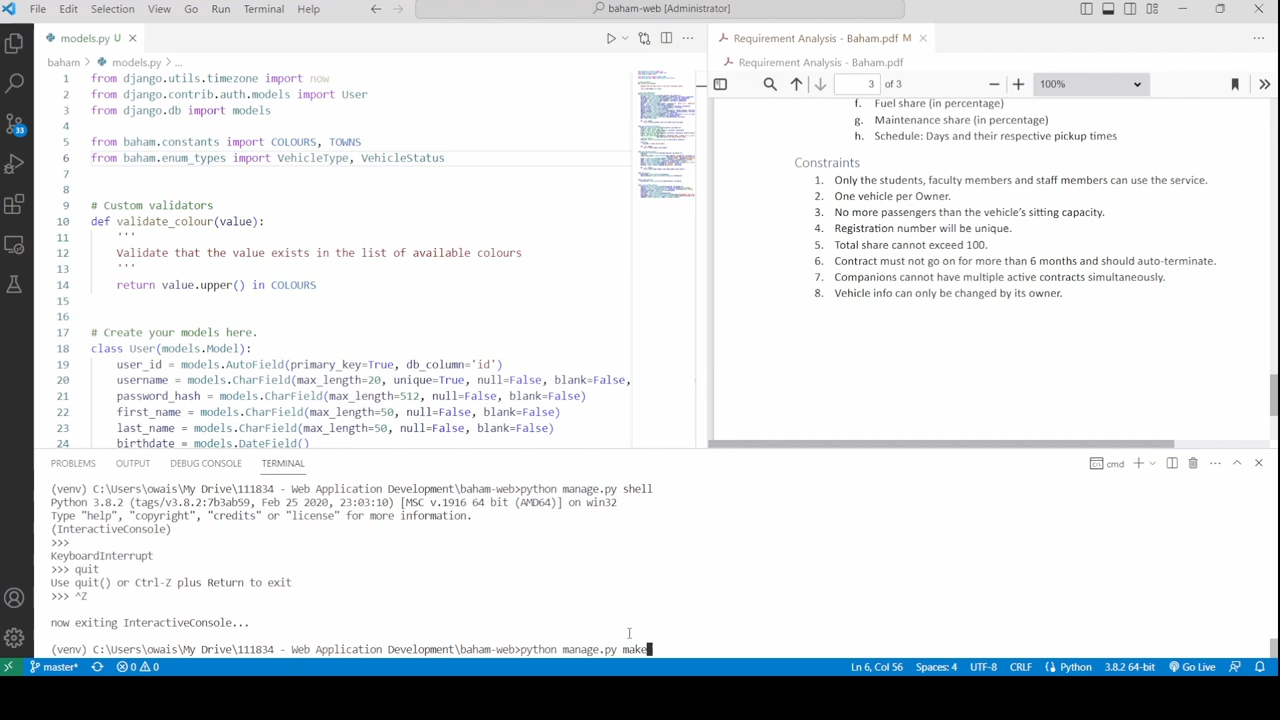 File Edit Selection View Go Run Terminal Help
baham-web [Administrator]
models.py U
Requirement Analysis - Baham.pdf M
baham > models.py > ...
Requirement Analysis - Baham.pdf
3 of 3
100%
1 from django.utils.timezone import now
2 from django.contrib.auth.models import User
3 from django.db import models
4
5 from baham.constants import COLOURS, TOWNS
6 from baham.enum_types import VehicleType, VehicleStatus
7
8
9 # Custom validators
10 def validate_colour(value):
11 '''
12 Validate that the value exists in the list of available colours
13 '''
14 return value.upper() in COLOURS
15
16
17 # Create your models here.
18 class User(models.Model):
19 user_id = models.AutoField(primary_key=True, db_column='id')
20 username = models.CharField(max_length=20, unique=True, null=False, blank=False,
21 password_hash = models.CharField(max_length=512, null=False, blank=False)
22 first_name = models.CharField(max_length=50, null=False, blank=False)
23 last_name = models.CharField(max_length=50, null=False, blank=False)
24 birthdate = models.DateField()
f. Fuel share (in percentage)
g. Maintenance share (in percentage)
h. Schedule: Days and their respective pickup times
Constraints
1. Only the students, faculty members and staff members can use the service.
2. One vehicle per Owner.
3. No more passengers than the vehicle's sitting capacity.
4. Registration number will be unique.
5. Total share cannot exceed 100.
6. Contract must not go on for more than 6 months and should auto-terminate.
7. Companions cannot have multiple active contracts simultaneously.
8. Vehicle info can only be changed by its owner.
PROBLEMS OUTPUT DEBUG CONSOLE TERMINAL
cmd
(venv) C:\Users\owais\My Drive\111834 - Web Application Development\baham-web>python manage.py shell
Python 3.8.2 (tags/v3.8.2:7b3ab59, Feb 25 2020, 23:03:10) [MSC v.1916 64 bit (AMD64)] on win32
Type "help", "copyright", "credits" or "license" for more information.
(InteractiveConsole)
>>>
KeyboardInterrupt
>>> quit
Use quit() or Ctrl-Z plus Return to exit
>>> ^Z
now exiting InteractiveConsole...
(venv) C:\Users\owais\My Drive\111834 - Web Application Development\baham-web>python manage.py make
33
master* 0 0
Ln 6, Col 56 Spaces: 4 UTF-8 CRLF Python 3.8.2 64-bit Go Live